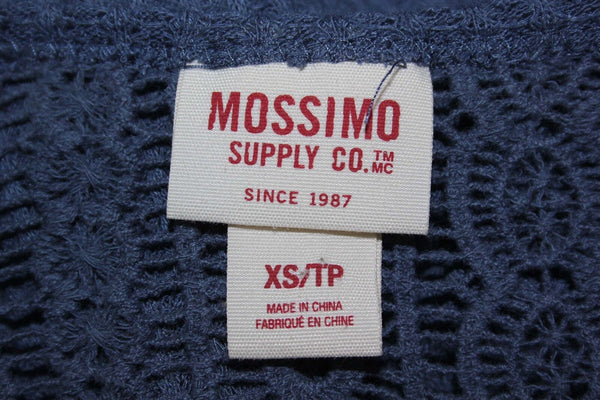 MOSSIMO
SUPPLY CO.™ MC
SINCE 1987
XS/TP
MADE IN CHINA
FABRIQUÉ EN CHINE